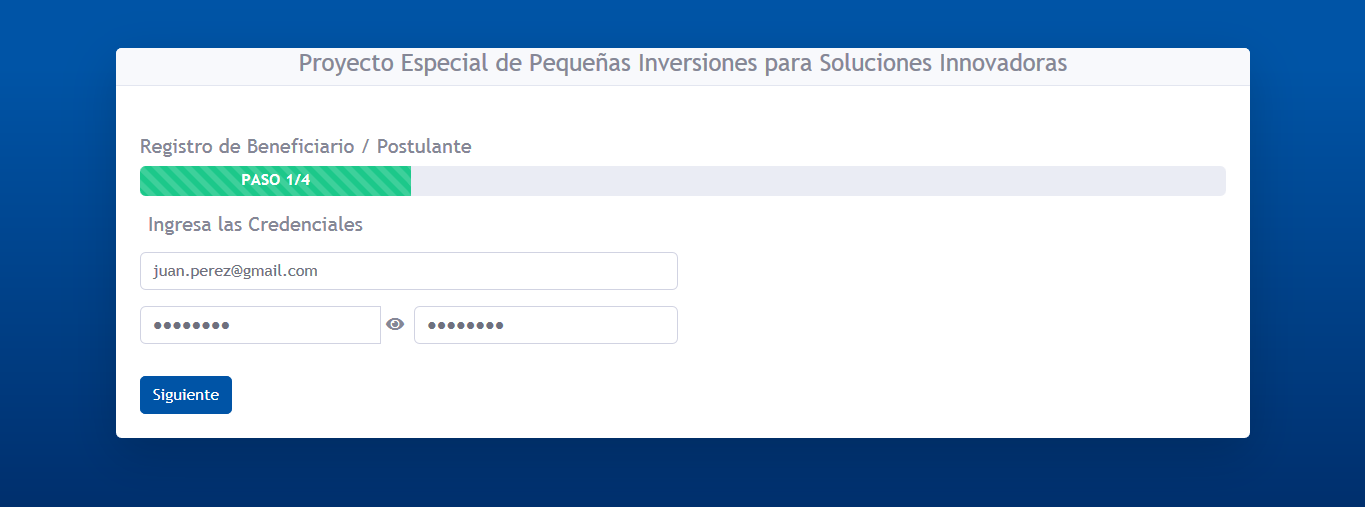 Proyecto Especial de Pequeñas Inversiones para Soluciones Innovadoras
Registro de Beneficiario / Postulante
PASO 1/4
Ingresa las Credenciales
juan.perez@gmail.com
●●●●●●●● ●●●●●●●●
Siguiente